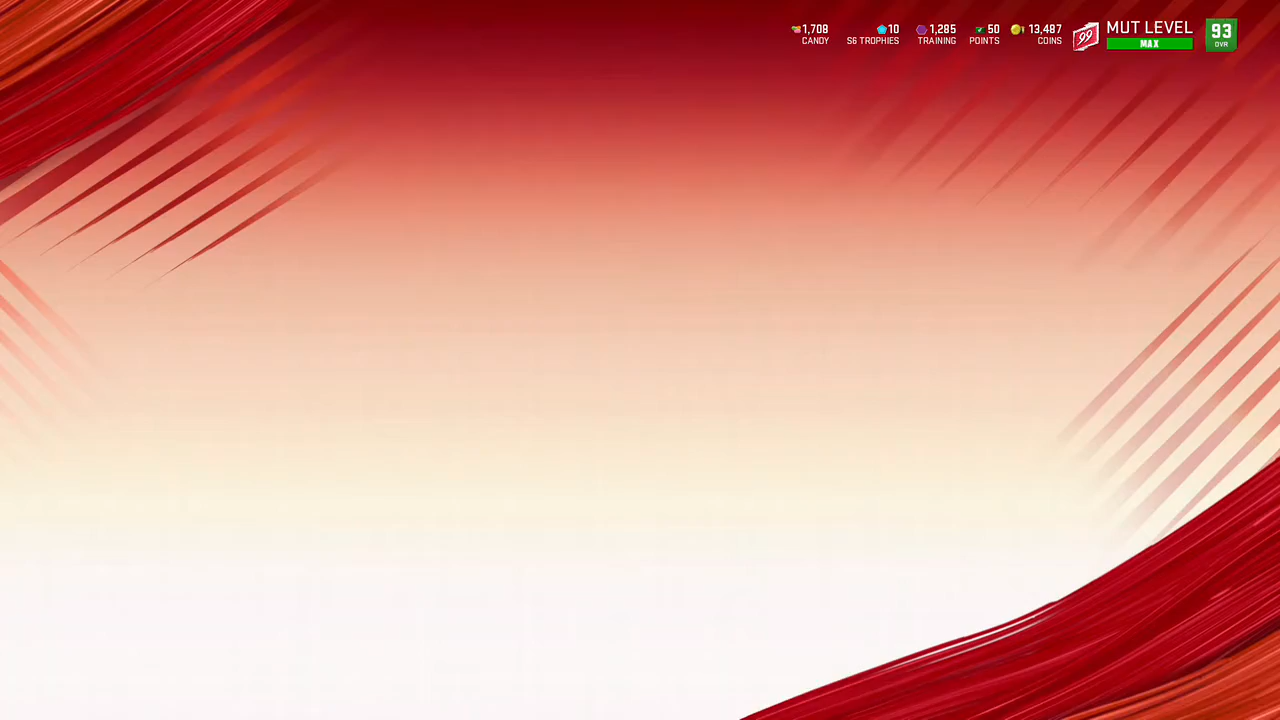 1,708
CANDY
10
S6 TROPHIES
1,285
TRAINING
50
POINTS
13,487
COINS
99
MUT LEVEL
MAX
93
OVR